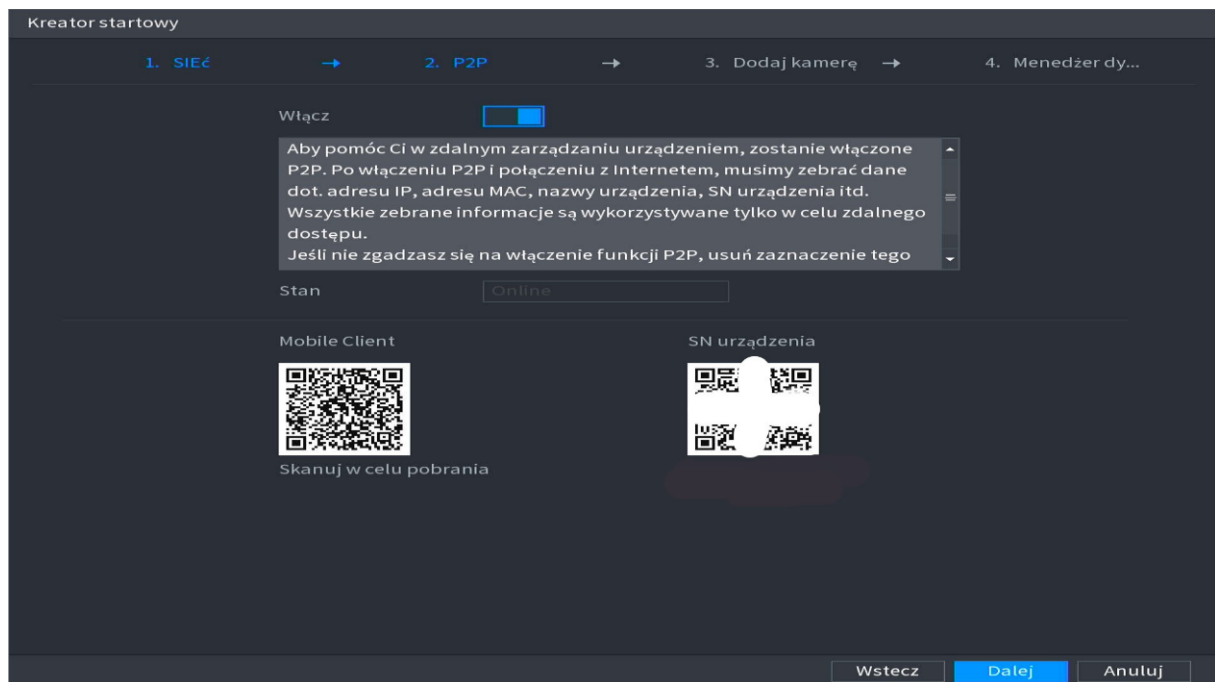 Kreator startowy
1. SIEć → 2. P2P → 3. Dodaj kamerę → 4. Menedżer dy...
Włącz
Aby pomóc Ci w zdalnym zarządzaniu urządzeniem, zostanie włączone
P2P. Po włączeniu P2P i połączeniu z Internetem, musimy zebrać dane
dot. adresu IP, adresu MAC, nazwy urządzenia, SN urządzenia itd.
Wszystkie zebrane informacje są wykorzystywane tylko w celu zdalnego
dostępu.
Jeśli nie zgadzasz się na włączenie funkcji P2P, usuń zaznaczenie tego
Stan Online
Mobile Client SN urządzenia
Skanuj w celu pobrania
Wstecz Dalej Anuluj